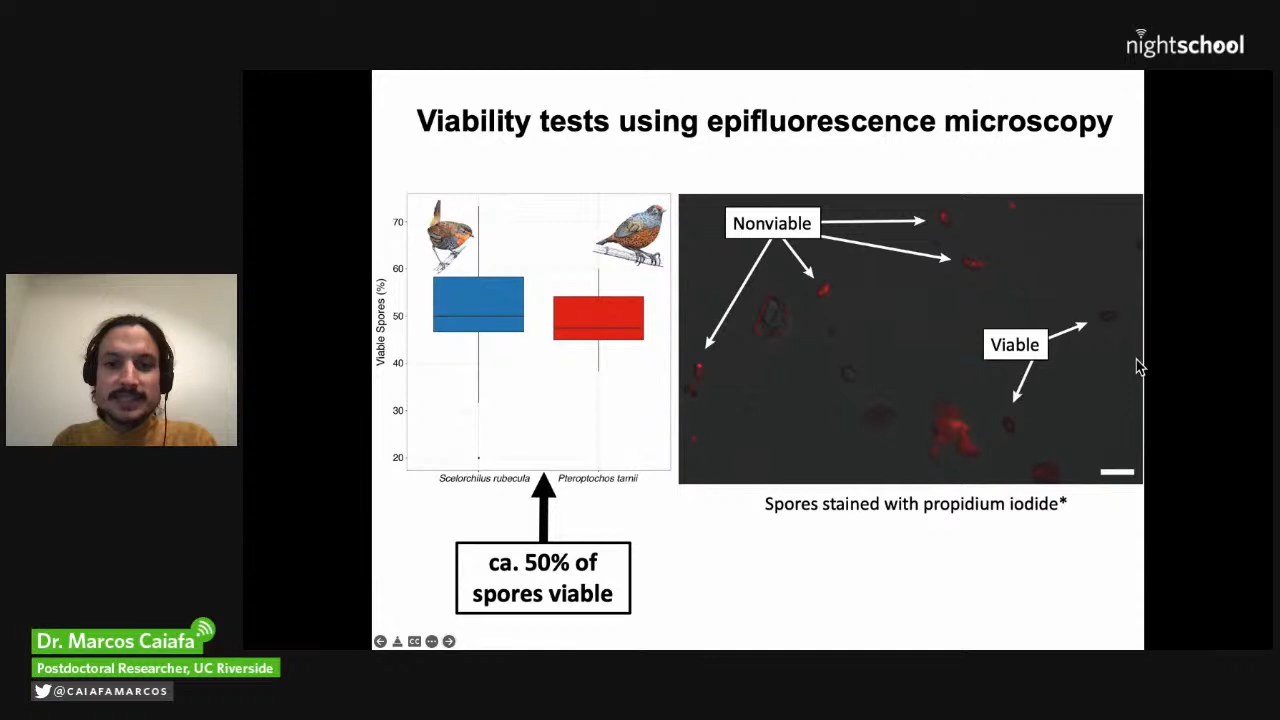 nightschool
Viability tests using epifluorescence microscopy
70
60
50
40
30
20
Viable Spores (%)
Scelorchilus rubecula
Pteroptochos tarnii
Nonviable
Viable
Spores stained with propidium iodide*
ca. 50% of
spores viable
CC
Dr. Marcos Caiafa
Postdoctoral Researcher, UC Riverside
@CAIAFAMARCOS